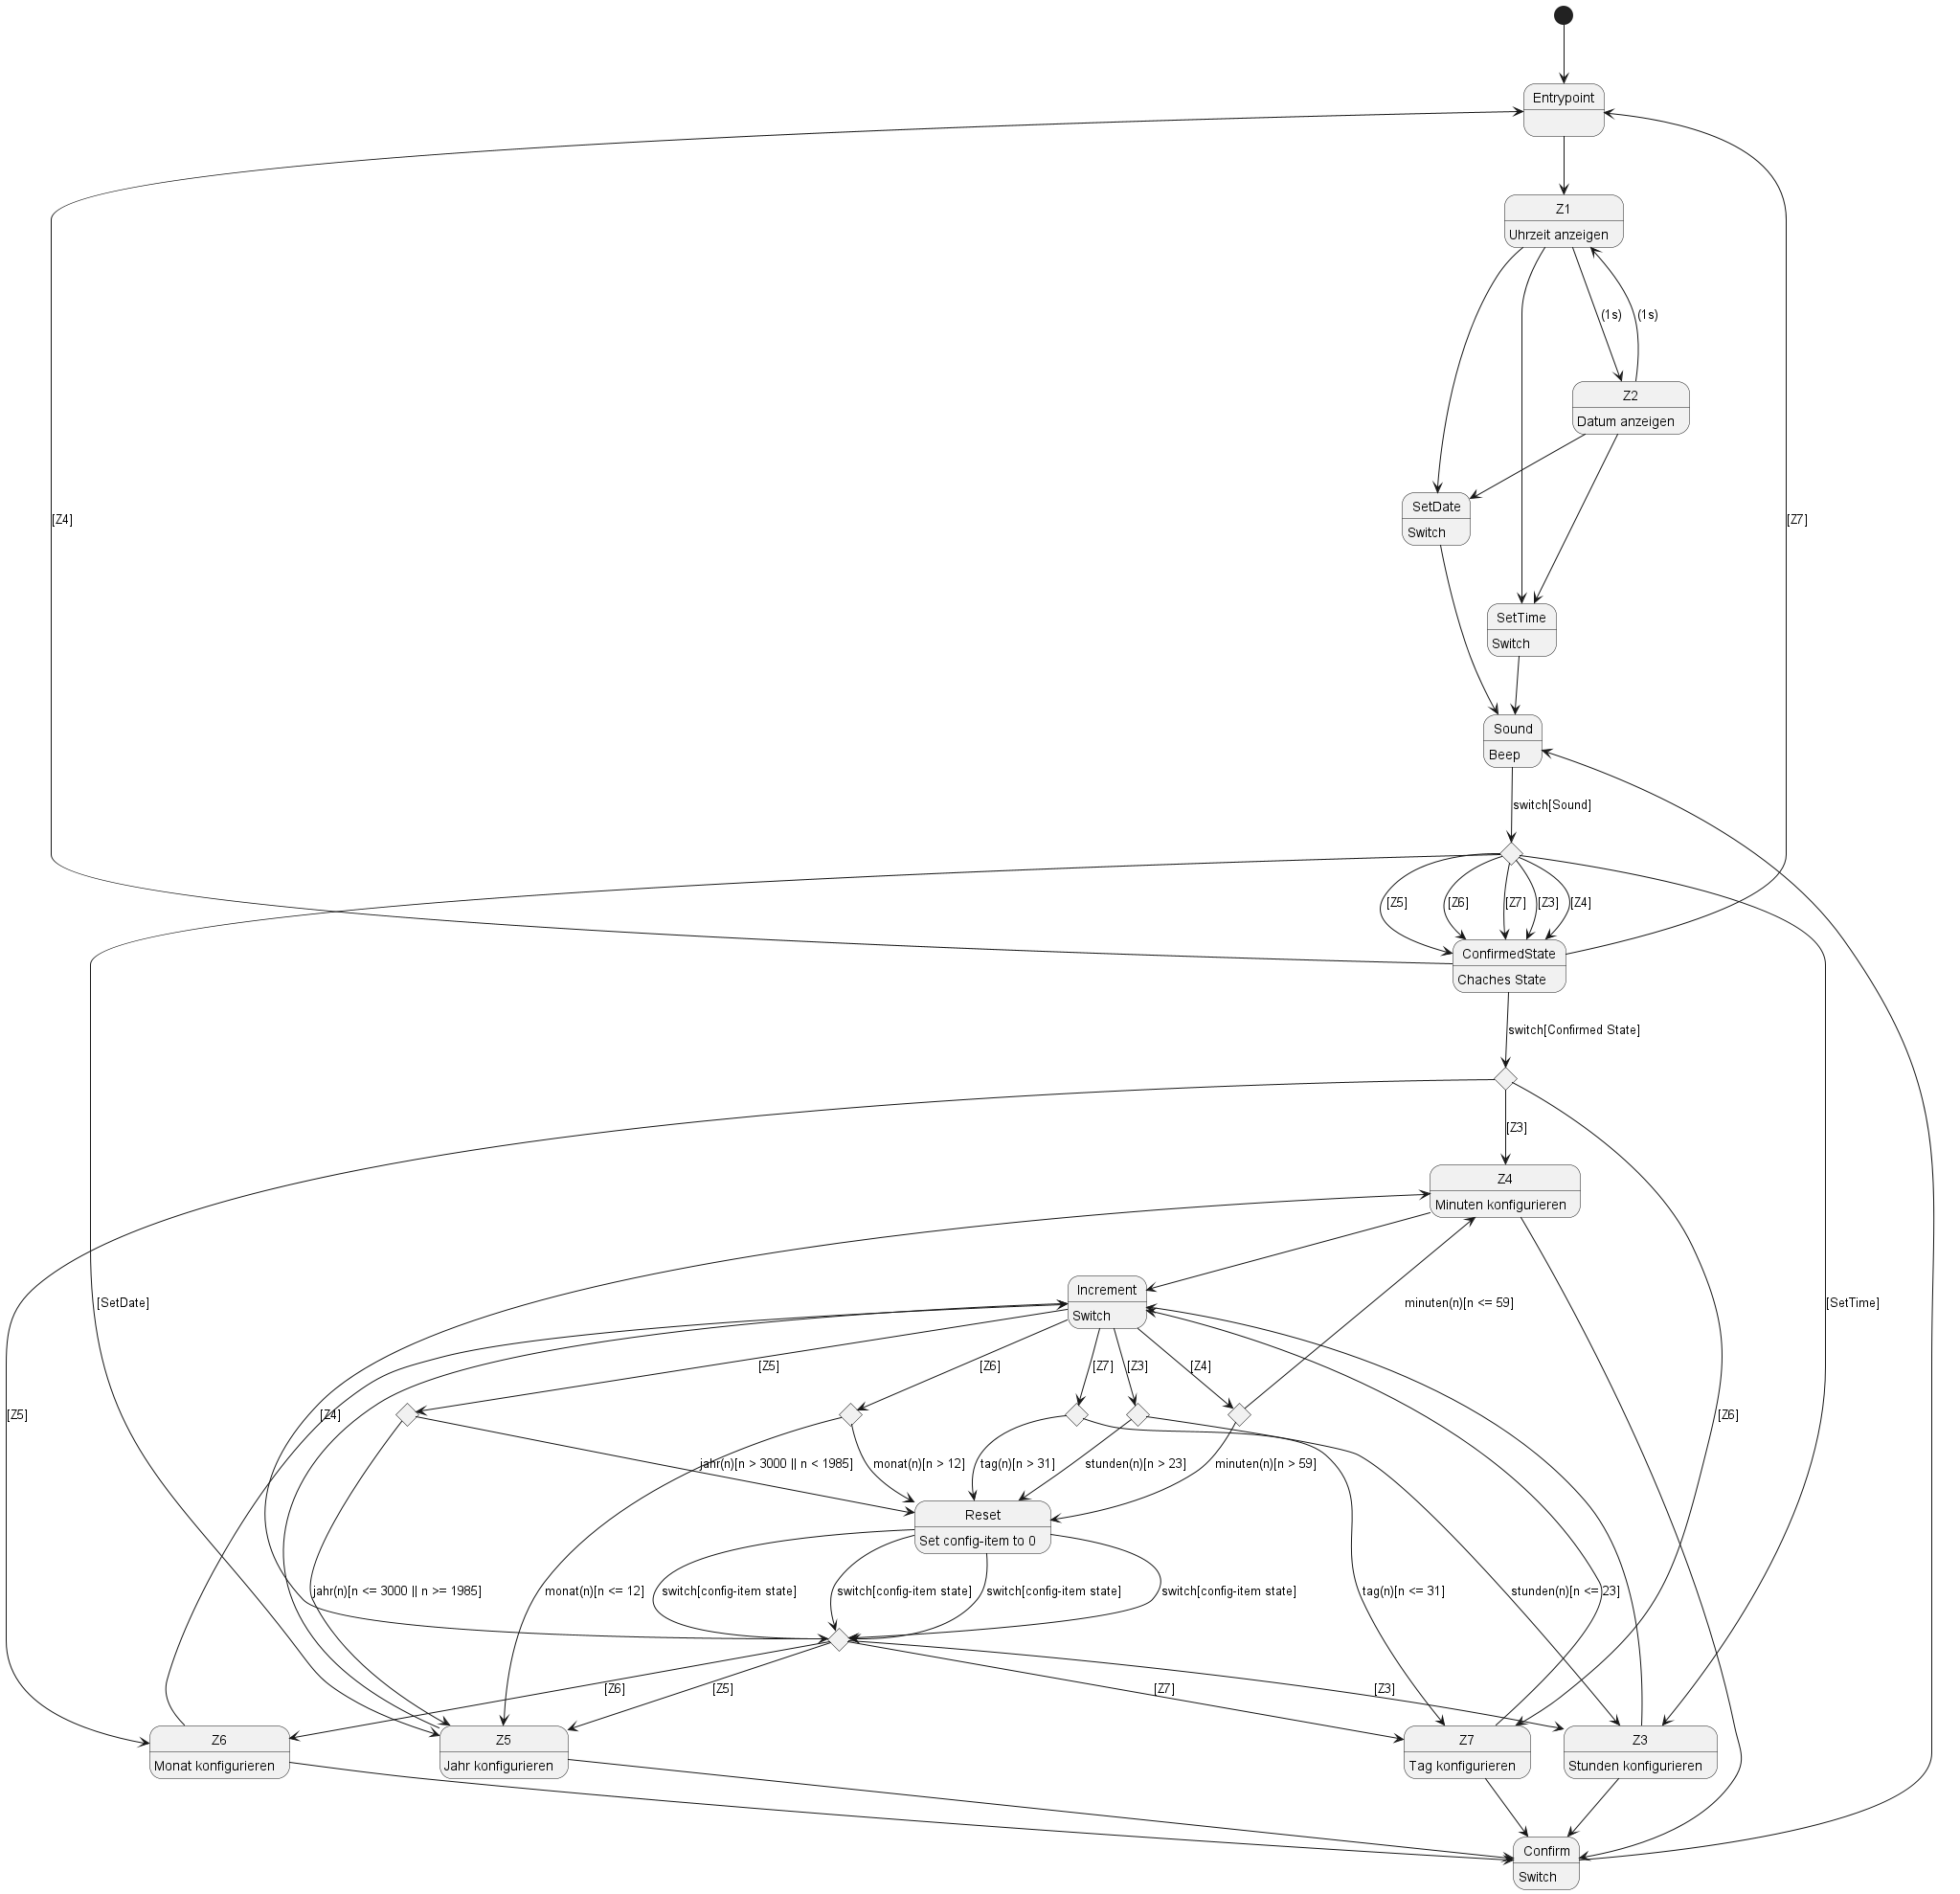 Entrypoint
Z1
Uhrzeit anzeigen
(1s)
(1s)
Z2
Datum anzeigen
SetDate
Switch
[Z4]
[Z7]
SetTime
Switch
Sound
Beep
switch[Sound]
[Z5]
[Z6]
[Z7]
[Z3]
[Z4]
ConfirmedState
Chaches State
switch[Confirmed State]
[Z3]
Z4
Minuten konfigurieren
Increment
Switch
[SetDate]
minuten(n)[n <= 59]
[SetTime]
[Z5]
[Z6]
[Z7]
[Z3]
[Z4]
[Z5]
[Z4]
[Z6]
jahr(n)[n > 3000 || n < 1985]
monat(n)[n > 12]
tag(n)[n > 31]
stunden(n)[n > 23]
minuten(n)[n > 59]
Reset
Set config-item to 0
jahr(n)[n <= 3000 || n >= 1985]
monat(n)[n <= 12]
switch[config-item state]
switch[config-item state]
switch[config-item state]
switch[config-item state]
tag(n)[n <= 31]
stunden(n)[n <= 23]
[Z6]
[Z5]
[Z7]
[Z3]
Z6
Monat konfigurieren
Z5
Jahr konfigurieren
Z7
Tag konfigurieren
Z3
Stunden konfigurieren
Confirm
Switch